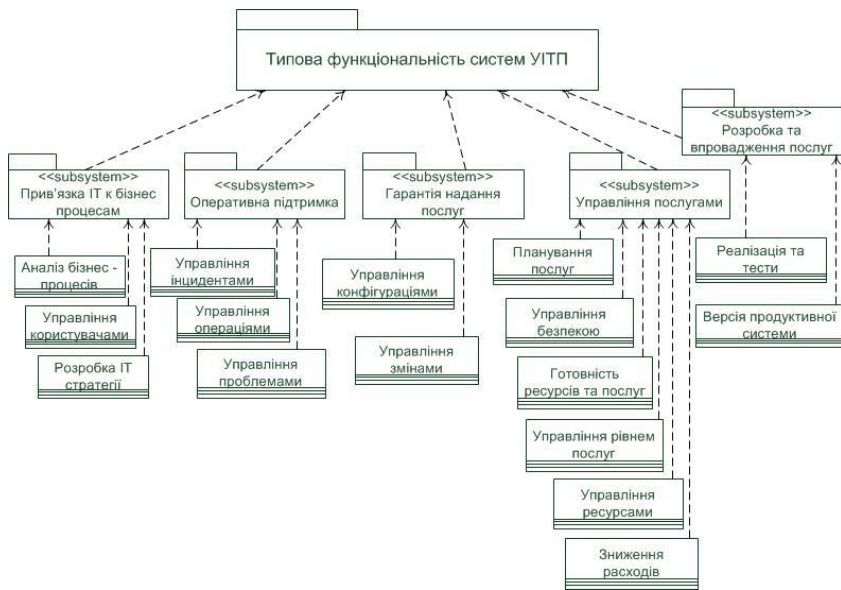 Типова функціональність систем УІТП
<<subsystem>>
Розробка та
впровадження послуг
<<subsystem>>
Прив'язка ІТ к бізнес
процесам
<<subsystem>>
Оперативна підтримка
<<subsystem>>
Гарантія надання
послуг
<<subsystem>>
Управління послугами
Аналіз бізнес -
процесів
Управління
користувачами
Розробка ІТ
стратегії
Управління
інцидентами
Управління
операціями
Управління
проблемами
Управління
конфігураціями
Управління
змінами
Планування
послуг
Управління
безпекою
Готовність
ресурсів та послуг
Управління рівнем
послуг
Управління
ресурсами
Зниження
расходів
Реалізація та
тести
Версія продуктивної
системи